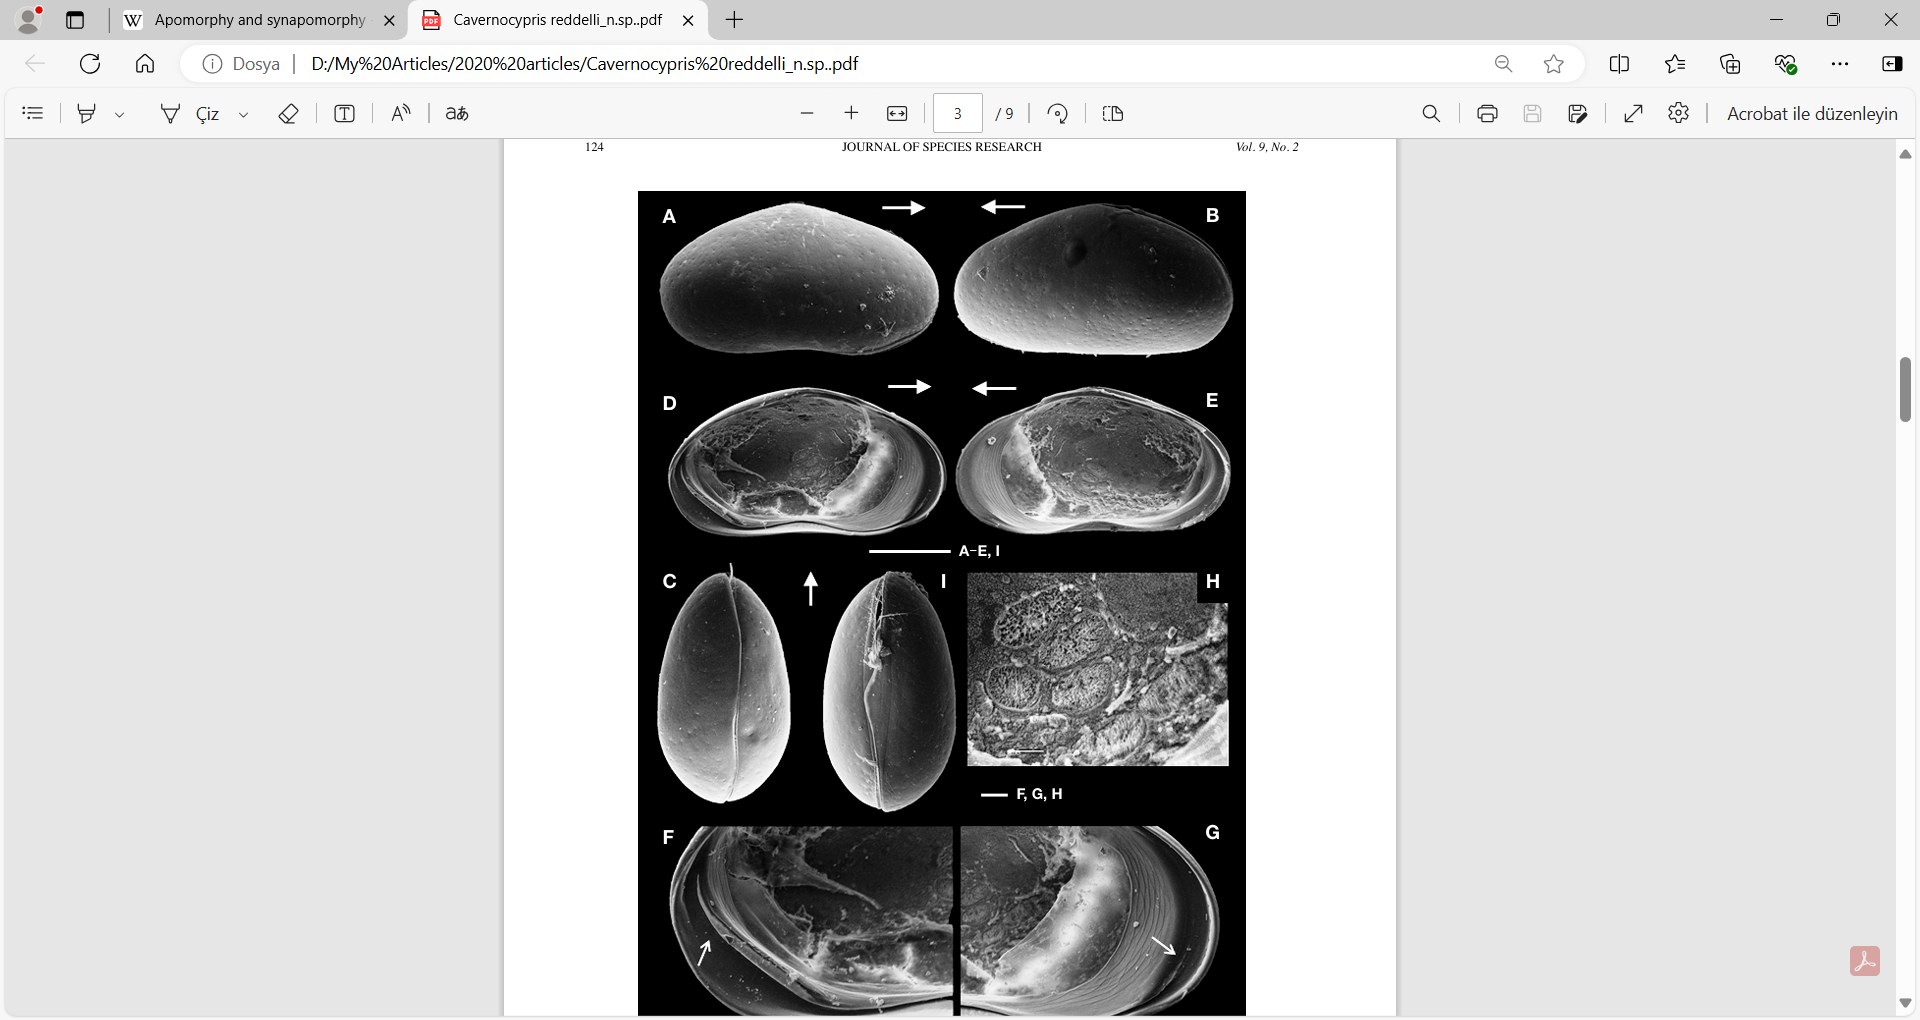 Apomorphy and synapomorphy
Cavernocypris reddelli_n.sp..pdf
Dosya
D:/My%20Articles/2020%20articles/Cavernocypris%20reddelli_n.sp..pdf
Çiz
3 / 9
Acrobat ile düzenleyin
124 JOURNAL OF SPECIES RESEARCH Vol. 9, No. 2
A B
D E
A-E, I
C I H
F, G, H
F G